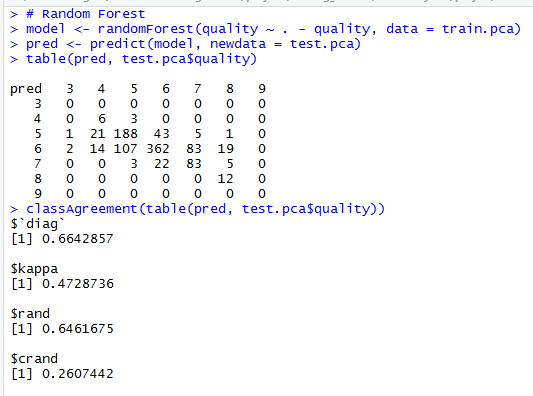 > # Random Forest
> model <- randomForest(quality ~ . - quality, data = train.pca)
> pred <- predict(model, newdata = test.pca)
> table(pred, test.pca$quality)
pred 3 4 5 6 7 8 9
3 0 0 0 0 0 0 0
4 0 6 3 0 0 0 0
5 1 21 188 43 5 1 0
6 2 14 107 362 83 19 0
7 0 0 3 22 83 5 0
8 0 0 0 0 0 12 0
9 0 0 0 0 0 0 0
> classAgreement(table(pred, test.pca$quality))
$`diag`
[1] 0.6642857
$kappa
[1] 0.4728736
$rand
[1] 0.6461675
$crand
[1] 0.2607442